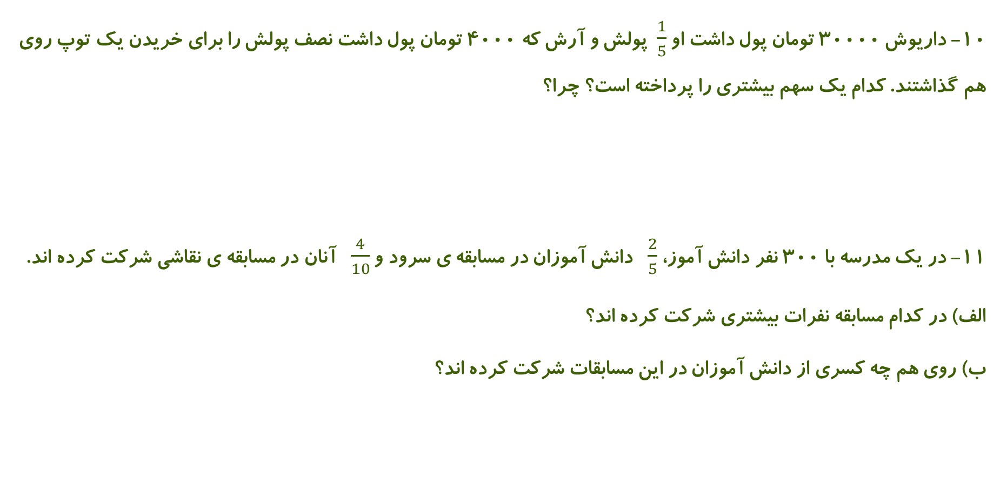 ۱۰- داریوش ۳۰۰۰۰ تومان پول داشت او 1/5 پولش و آرش که ۴۰۰۰ تومان پول داشت نصف پولش را برای خریدن یک توپ روی
هم گذاشتند. کدام یک سهم بیشتری را پرداخته است؟ چرا؟
۱۱- در یک مدرسه با ۳۰۰ نفر دانش آموز، 2/5 دانش آموزان در مسابقه ی سرود و 4/10 آنان در مسابقه ی نقاشی شرکت کرده اند.
الف) در کدام مسابقه نفرات بیشتری شرکت کرده اند؟
ب) روی هم چه کسری از دانش آموزان در این مسابقات شرکت کرده اند؟